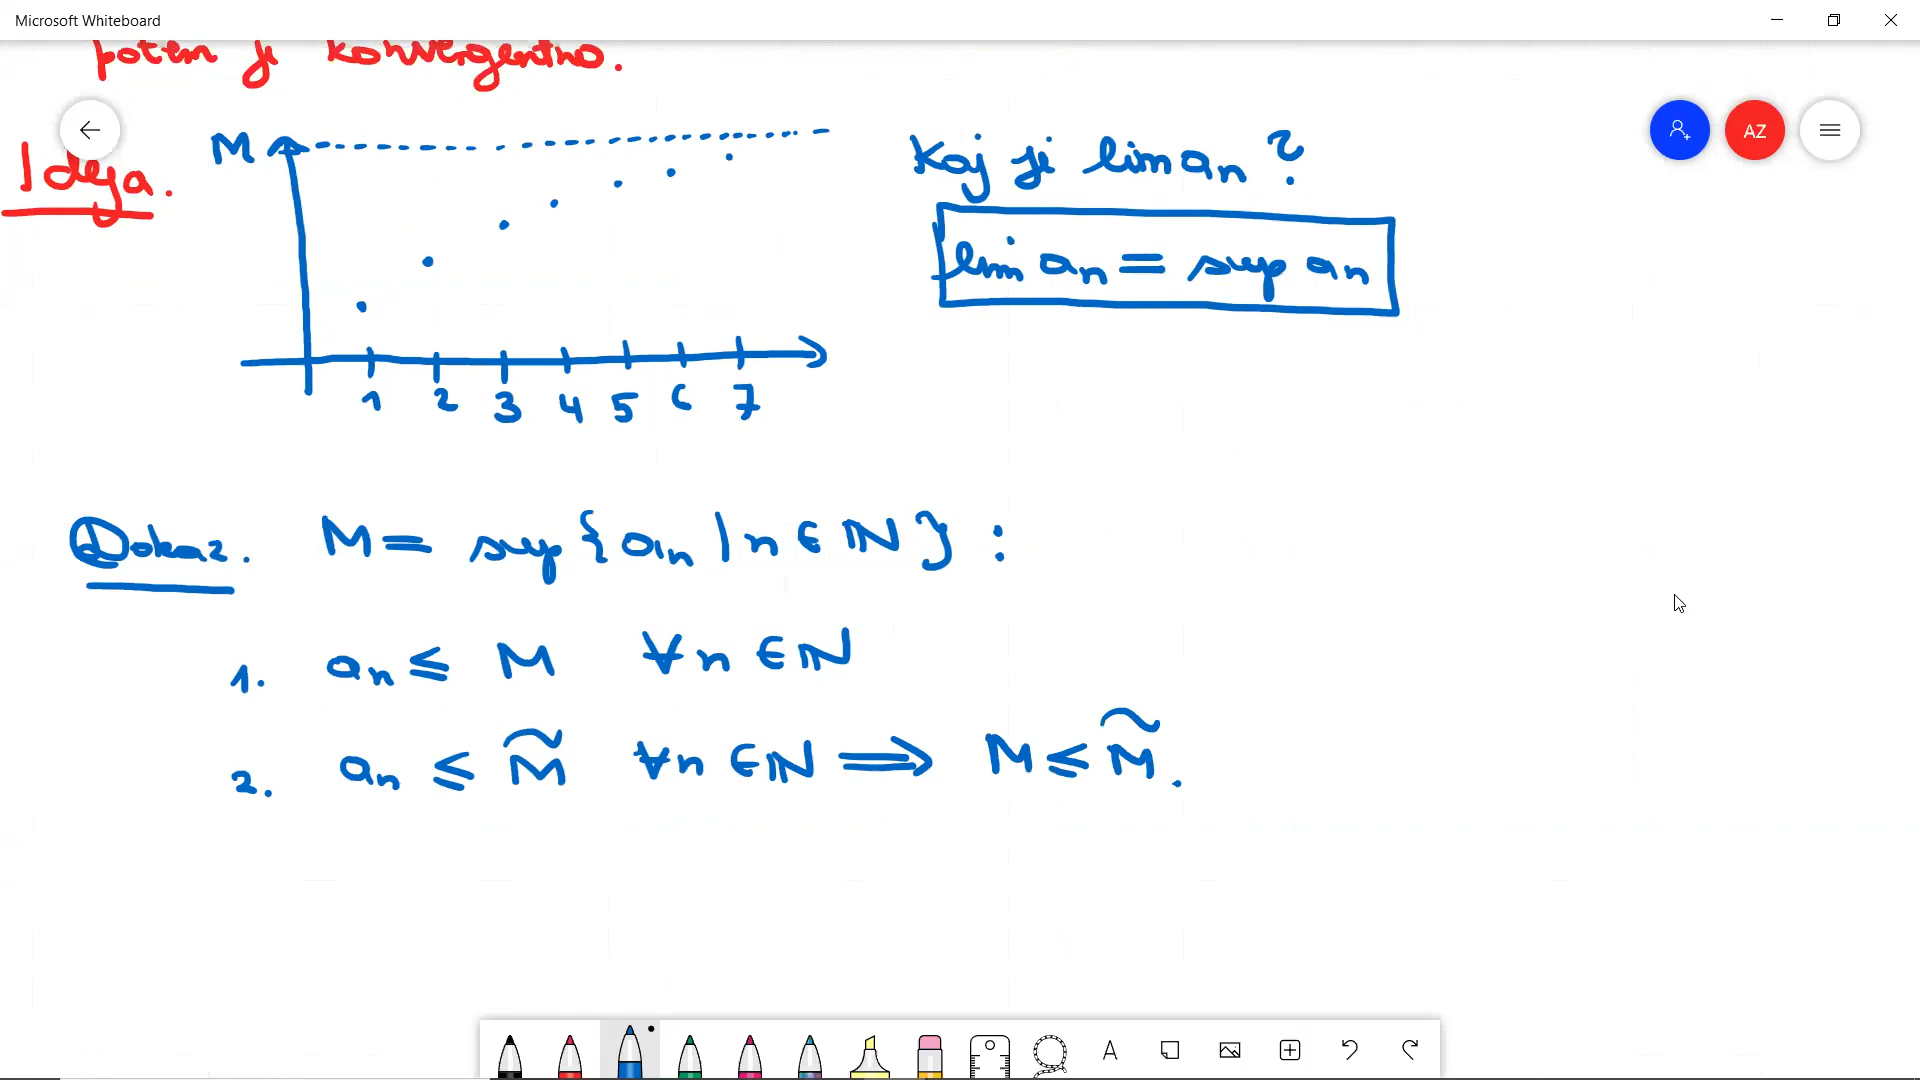 Microsoft Whiteboard
potem je konvergentno.
Ideja.
M
1 2 3 4 5 6 7
Kaj je lim an?
lim an = sup an
AZ
Dokaz. M = sup{an | n ∈ ℕ}:
1. an ≤ M ∀n ∈ ℕ
2. an ≤ M̃ ∀n ∈ ℕ ⟹ M ≤ M̃.